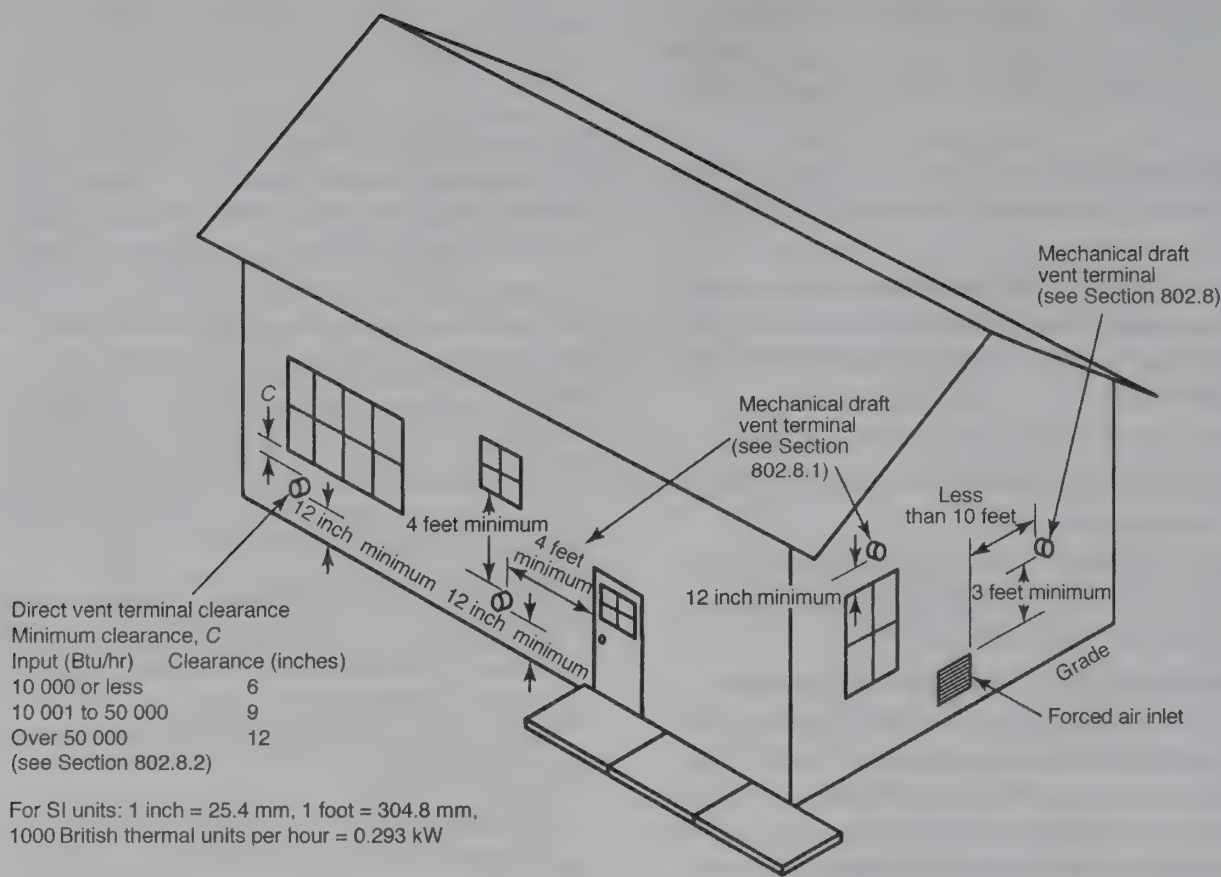 Mechanical draft
vent terminal
(see Section 802.8)
C
Mechanical draft
vent terminal
(see Section
802.8.1)
Less
than 10 feet
12 inch minimum
4 feet minimum
4 feet
minimum
12 inch minimum
12 inch minimum
3 feet minimum
Grade
Forced air inlet
Direct vent terminal clearance
Minimum clearance, C
Input (Btu/hr) Clearance (inches)
10 000 or less 6
10 001 to 50 000 9
Over 50 000 12
(see Section 802.8.2)
For SI units: 1 inch = 25.4 mm, 1 foot = 304.8 mm,
1000 British thermal units per hour = 0.293 kW